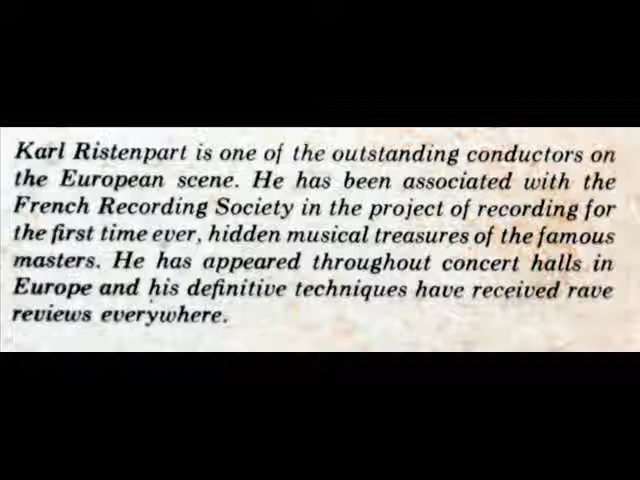 Karl Ristenpart is one of the outstanding conductors on
the European scene. He has been associated with the
French Recording Society in the project of recording for
the first time ever, hidden musical treasures of the famous
masters. He has appeared throughout concert halls in
Europe and his definitive techniques have received rave
reviews everywhere.